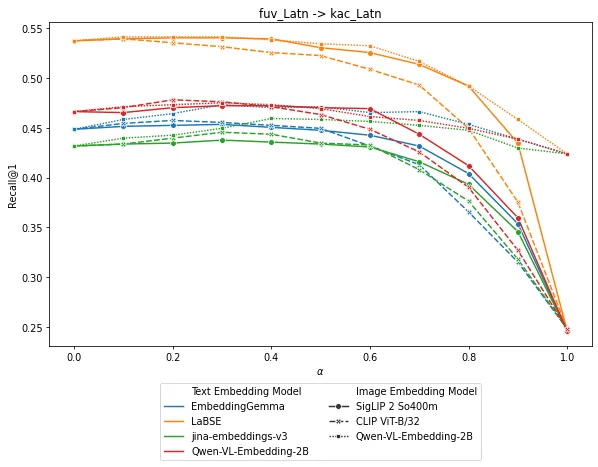 fuv_Latn -> kac_Latn
Recall@1
0.55
0.50
0.45
0.40
0.35
0.30
0.25
0.0 0.2 0.4 0.6 0.8 1.0
α
Text Embedding Model Image Embedding Model
EmbeddingGemma SigLIP 2 So400m
LaBSE CLIP ViT-B/32
jina-embeddings-v3 Qwen-VL-Embedding-2B
Qwen-VL-Embedding-2B